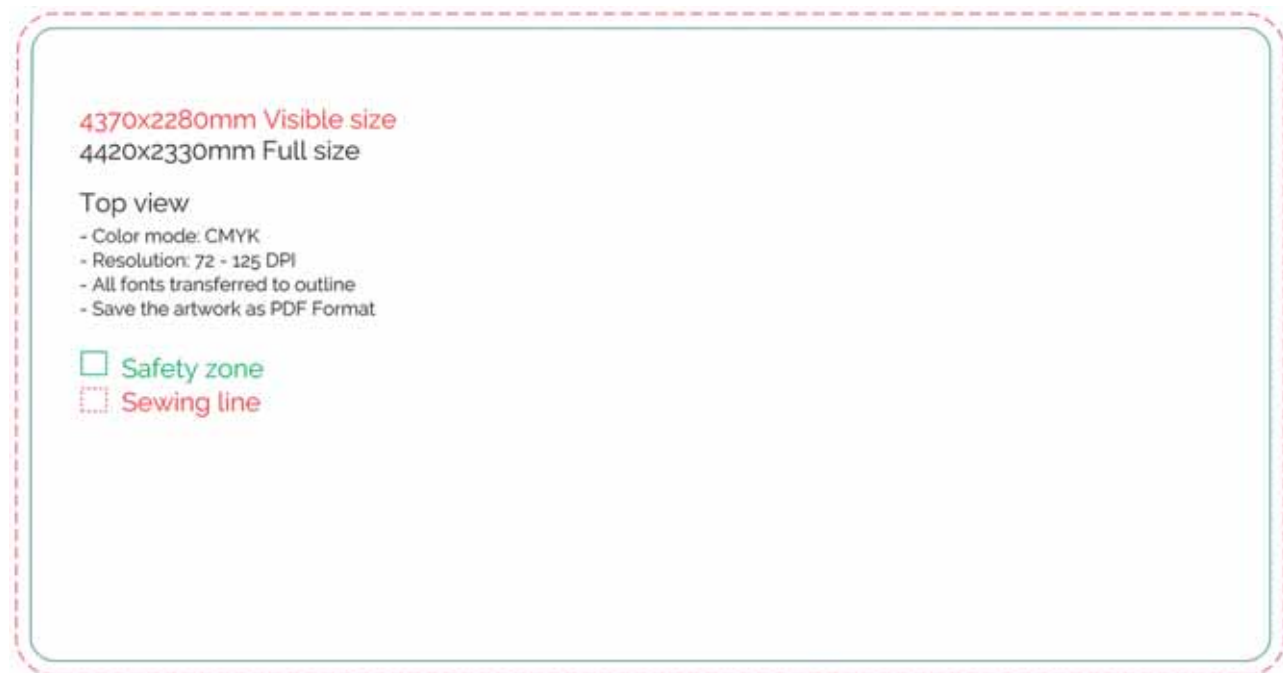 4370x2280mm Visible size
4420x2330mm Full size
Top view
- Color mode: CMYK
- Resolution: 72 - 125 DPI
- All fonts transferred to outline
- Save the artwork as PDF Format
Safety zone
Sewing line